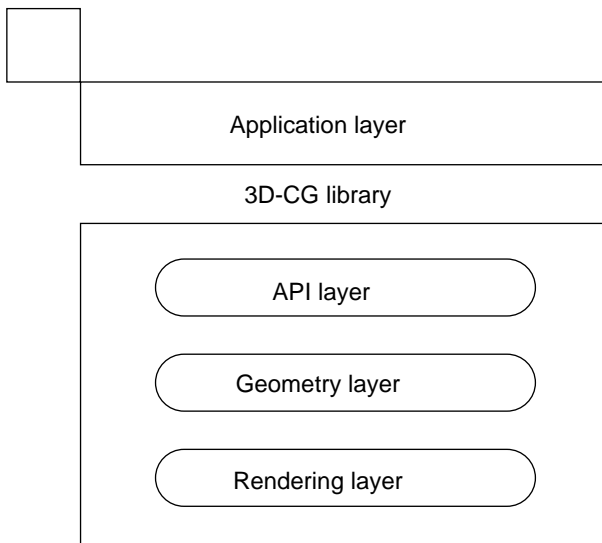 Application layer
3D-CG library
API layer
Geometry layer
Rendering layer